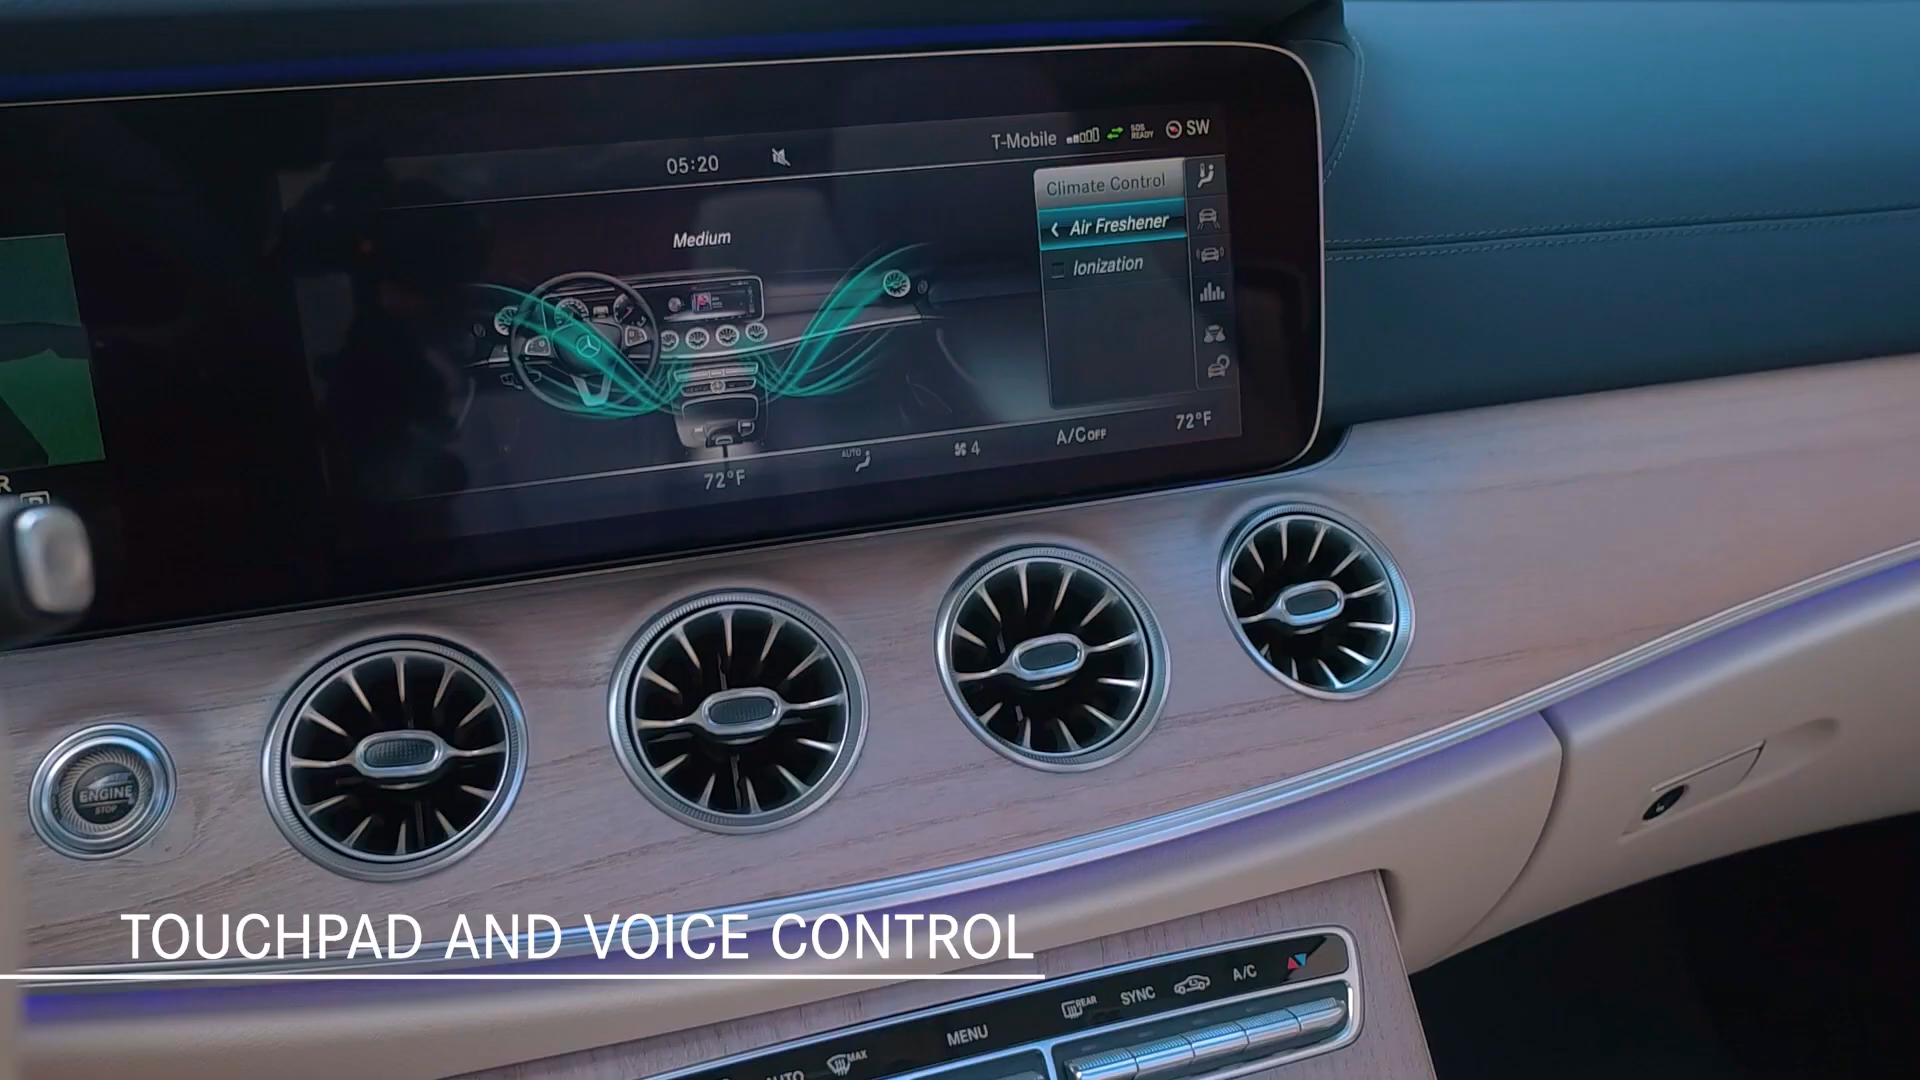 05:20
T-Mobile
SOS
READY
SW
Climate Control
Air Freshener
Ionization
Medium
72°F
AUTO
4
A/C OFF
72°F
R
ENGINE
STOP
TOUCHPAD AND VOICE CONTROL
AUTO
MAX
MENU
REAR
SYNC
A/C